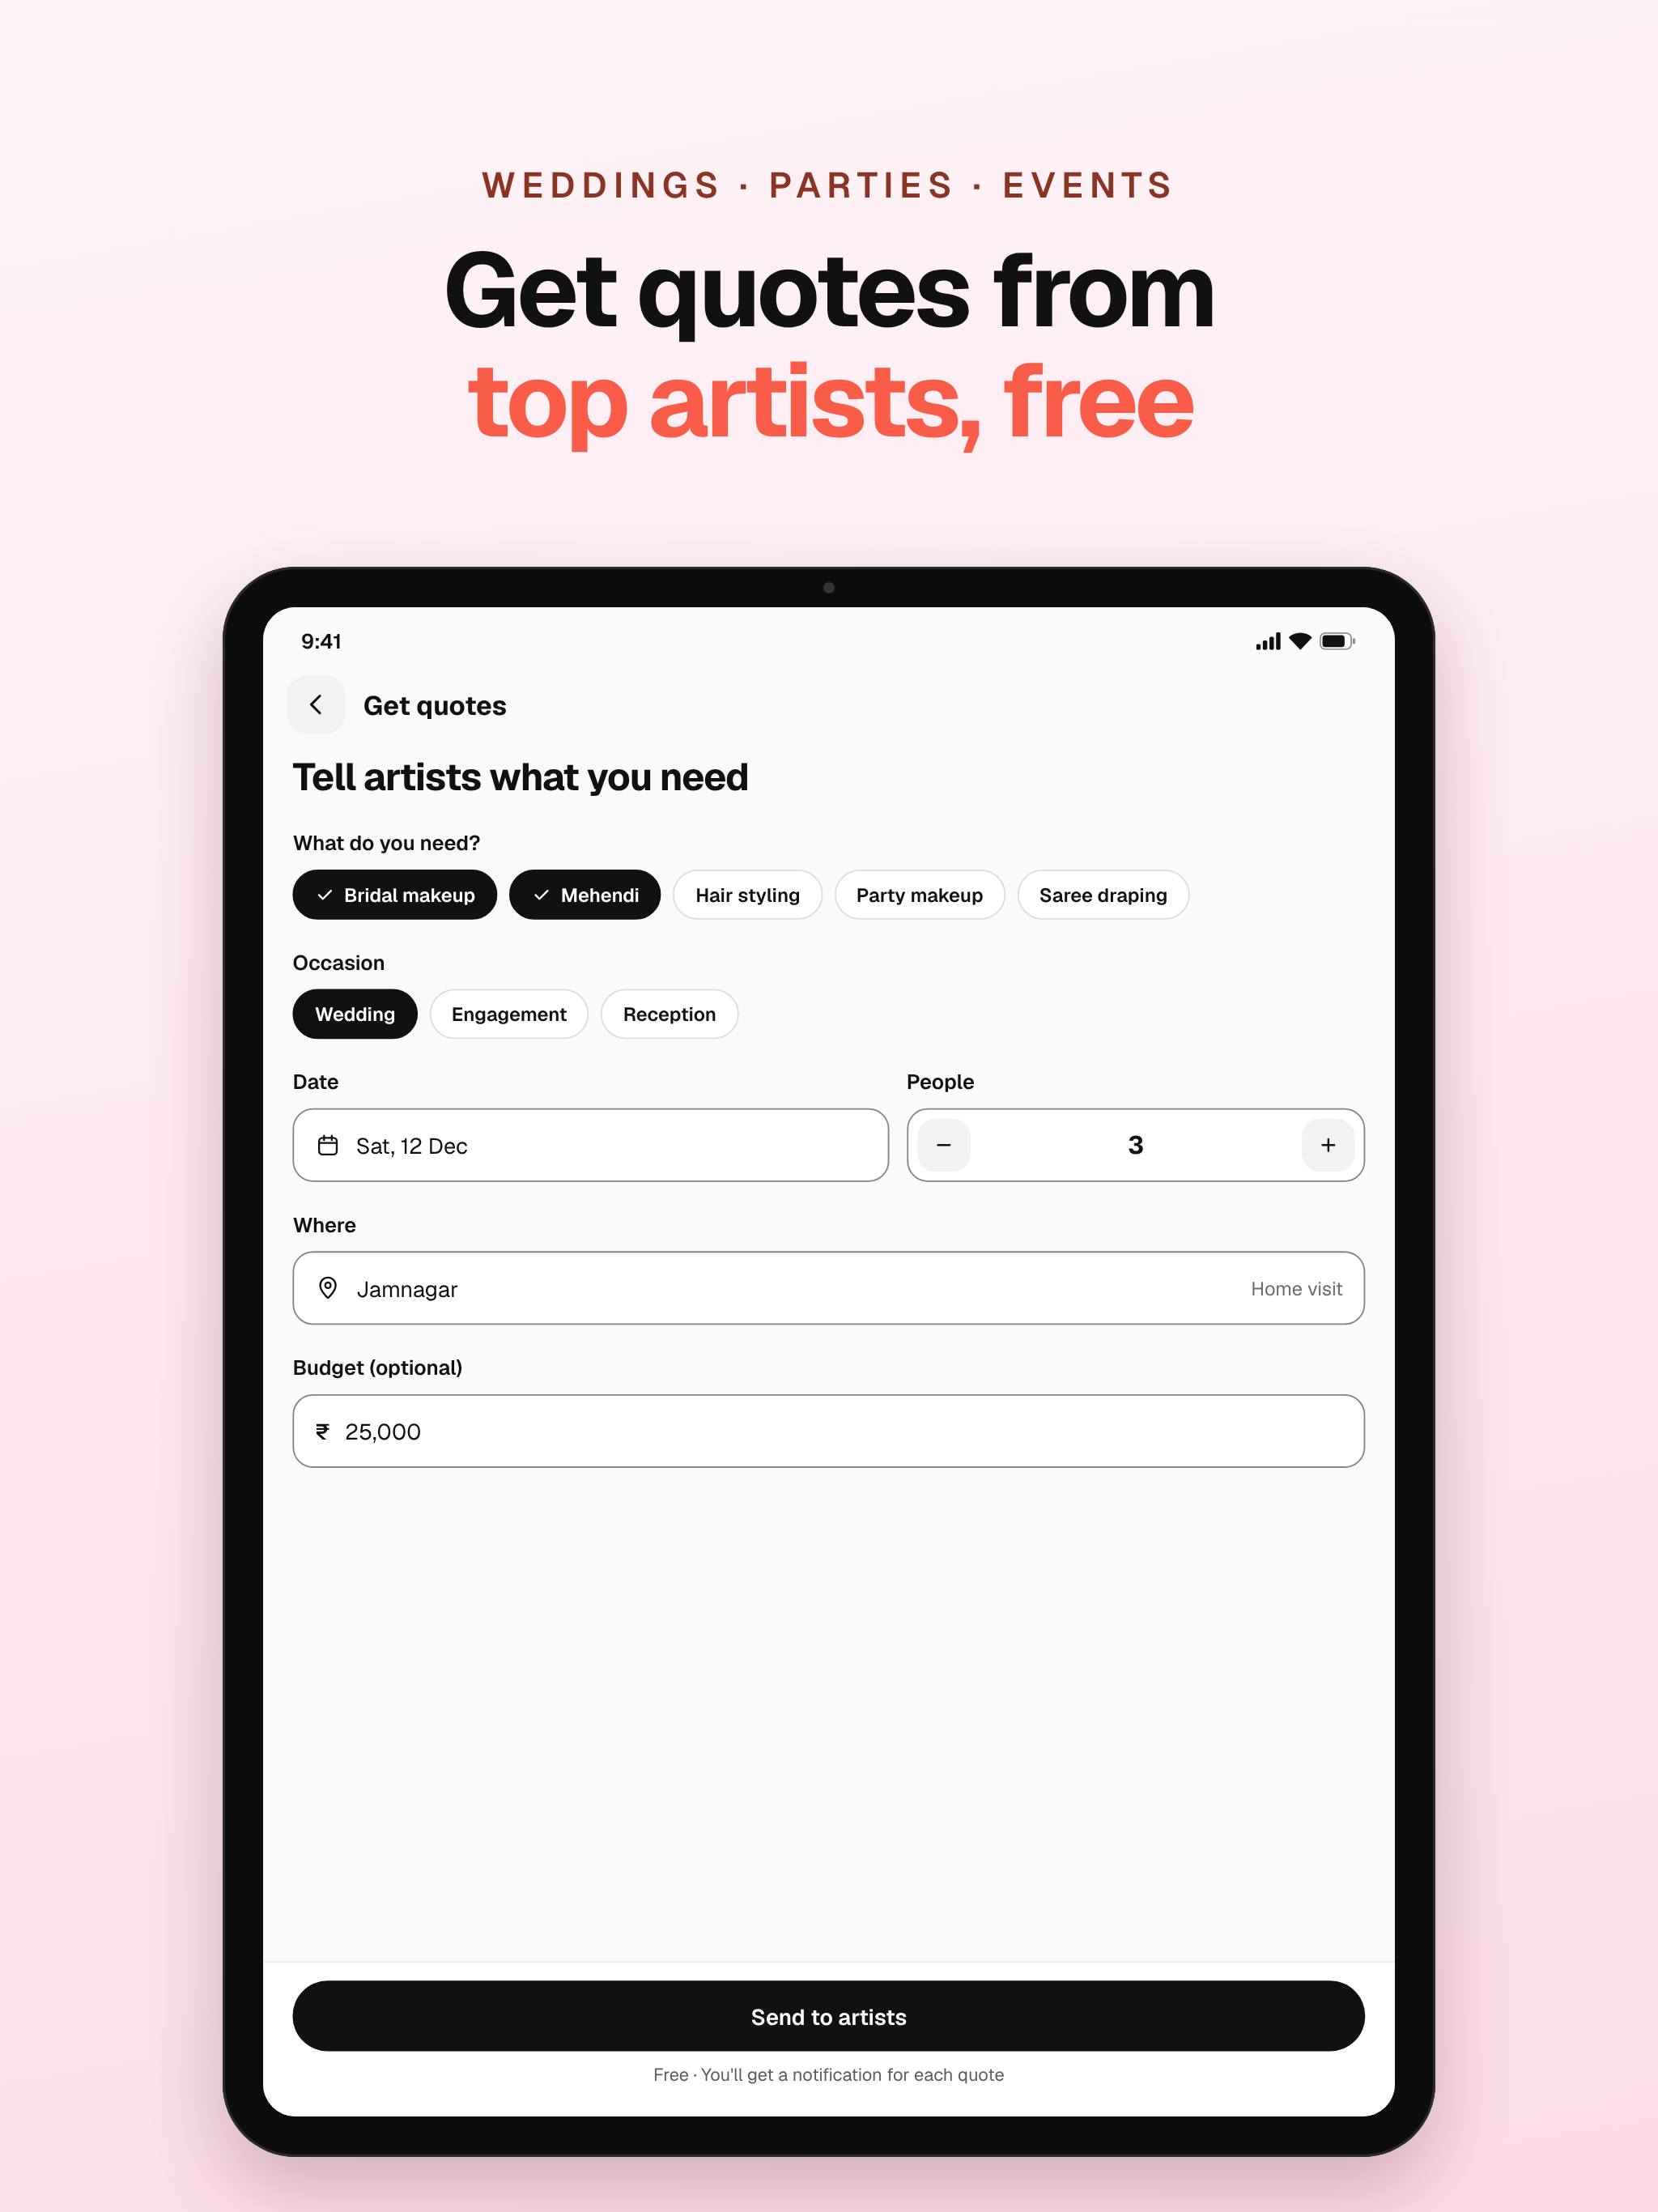 WEDDINGS · PARTIES · EVENTS
Get quotes from
top artists, free
9:41
Get quotes
Tell artists what you need
What do you need?
Bridal makeup Mehendi Hair styling Party makeup Saree draping
Occasion
Wedding Engagement Reception
Date People
Sat, 12 Dec − 3 +
Where
Jamnagar Home visit
Budget (optional)
₹ 25,000
Send to artists
Free · You'll get a notification for each quote